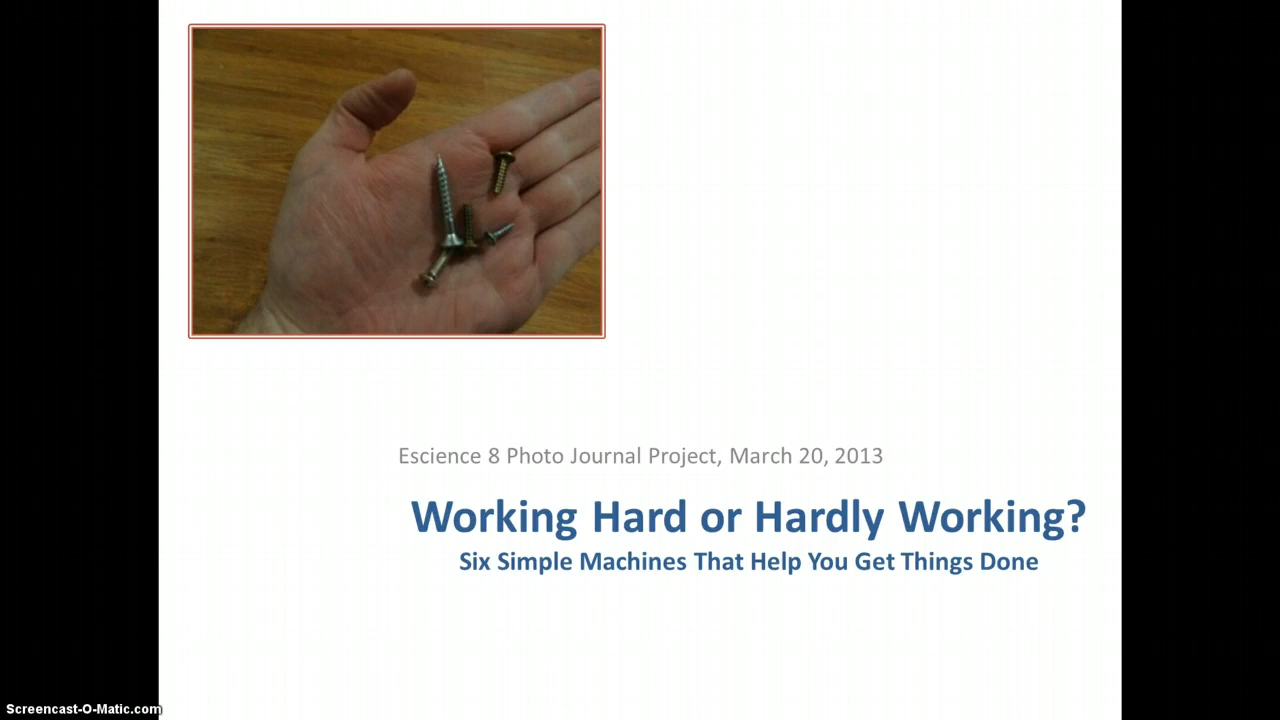 Escience 8 Photo Journal Project, March 20, 2013
Working Hard or Hardly Working?
Six Simple Machines That Help You Get Things Done
Screencast-O-Matic.com